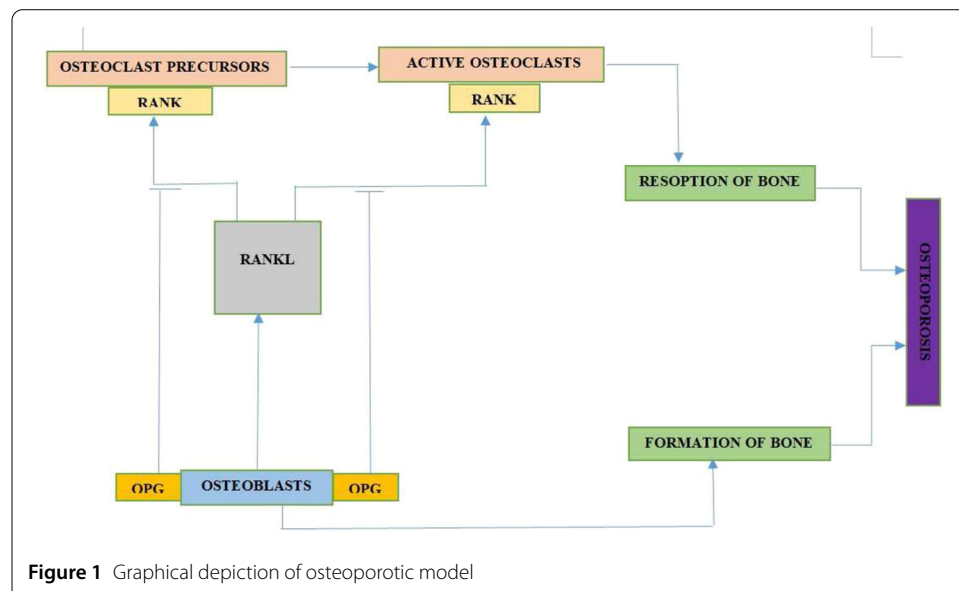 OSTEOCLAST PRECURSORS
ACTIVE OSTEOCLASTS
RANK
RANK
RESOPTION OF BONE
RANKL
OSTEOPOROSIS
FORMATION OF BONE
OPG
OSTEOBLASTS
OPG
Figure 1 Graphical depiction of osteoporotic model